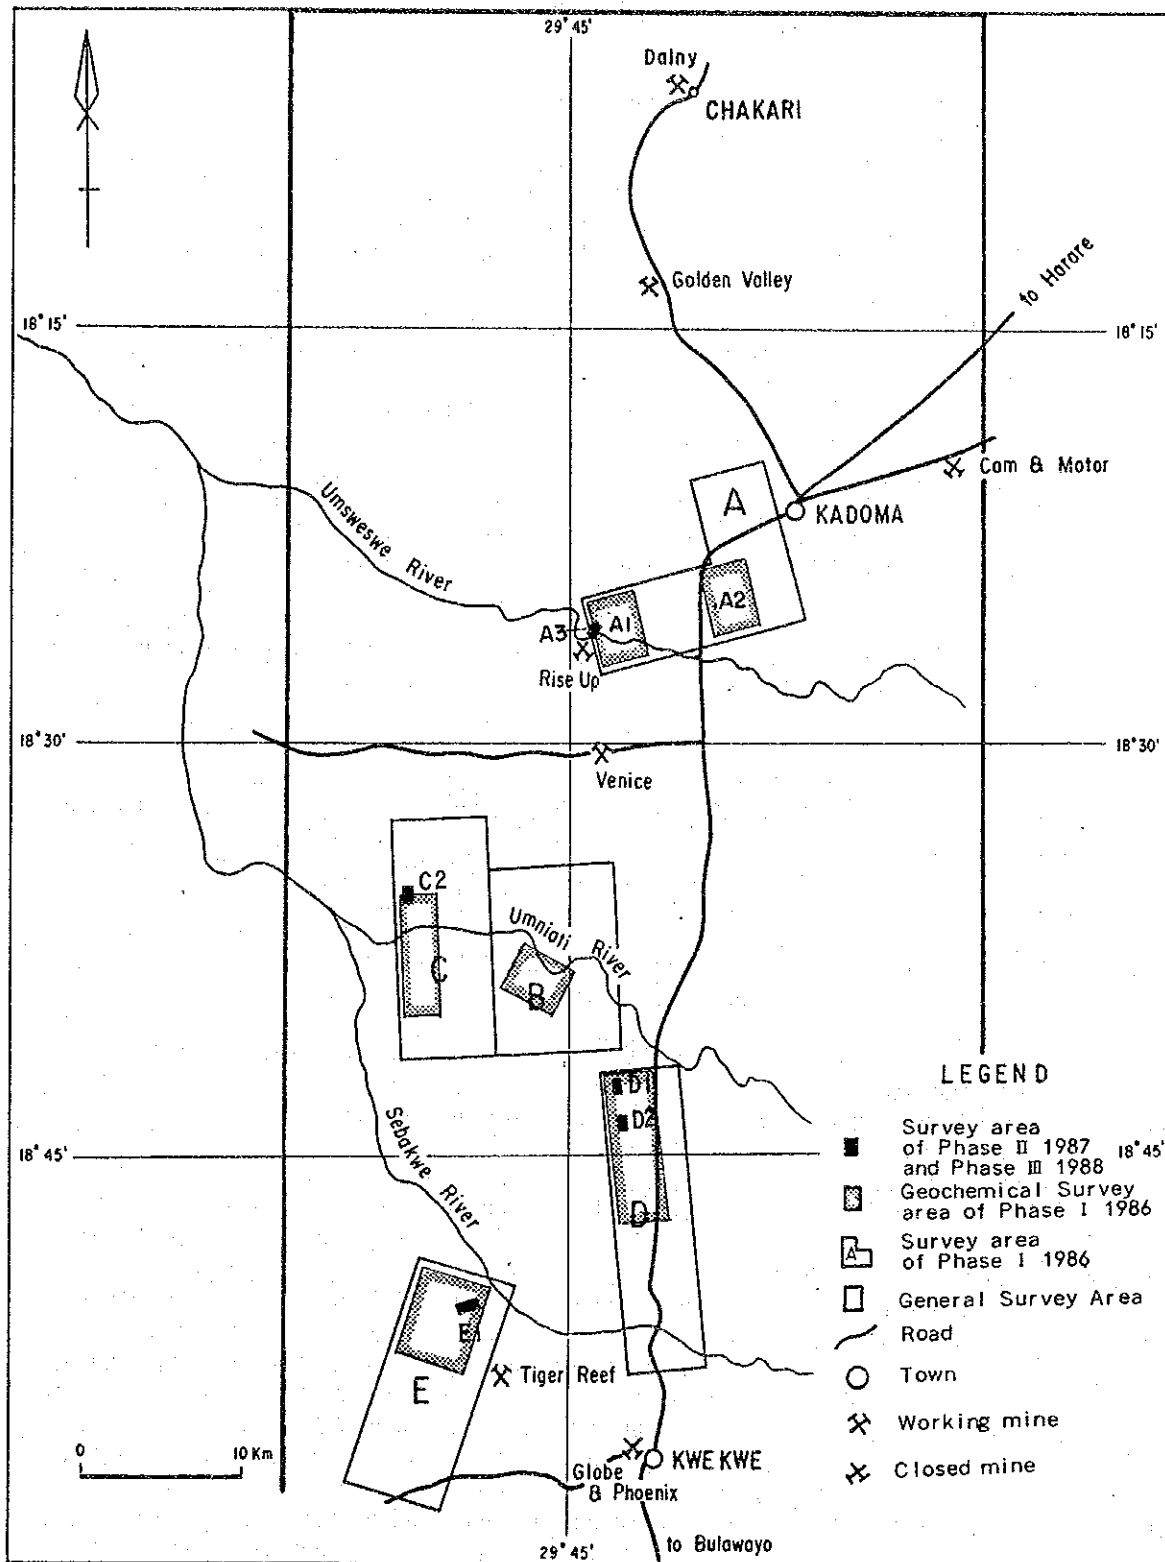 29°45'
Dalny
CHAKARI
Golden Valley
to Harare
18°15'
18°15'
Cam & Motor
A
KADOMA
Umsweswe River
A2
A3
A1
Rise Up
18°30'
18°30'
Venice
C2
Umniati River
C
B
LEGEND
D1
D2
Survey area
of Phase II 1987
and Phase III 1988
18°45'
18°45'
Sebakwe River
Geochemical Survey
area of Phase I 1986
D
A
Survey area
of Phase I 1986
General Survey Area
E1
Road
Tiger Reef
Town
E
Working mine
0
10 Km
KWEKWE
Globe
& Phoenix
Closed mine
29°45'
to Bulawayo